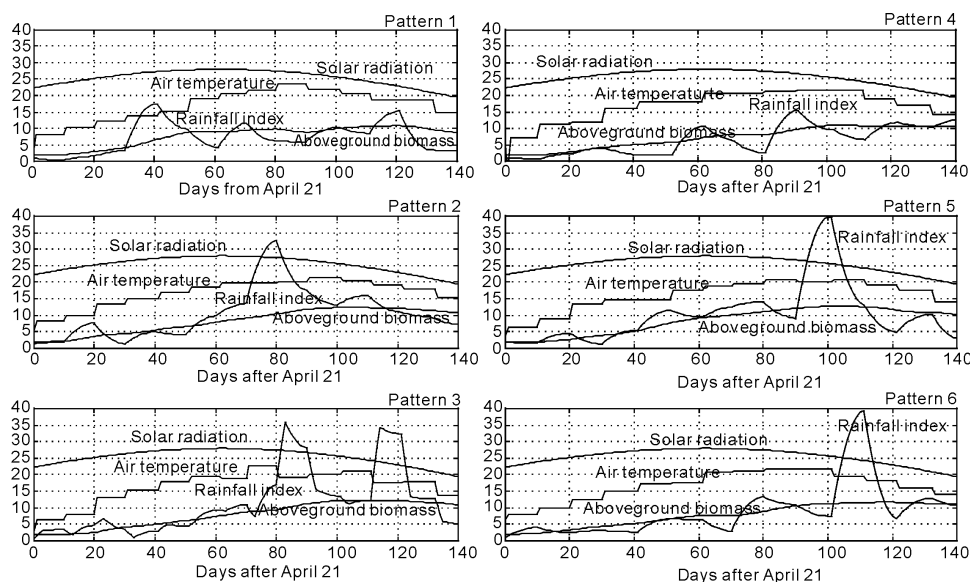 Pattern 1
40
35
30
25
20
15
10
5
0
Solar radiation
Air temperature
Rainfall index
Aboveground biomass
0 20 40 60 80 100 120 140
Days from April 21
Pattern 4
40
35
30
25
20
15
10
5
0
Solar radiation
Air temperature
Rainfall index
Aboveground biomass
0 20 40 60 80 100 120 140
Days after April 21
Pattern 2
40
35
30
25
20
15
10
5
0
Solar radiation
Air temperature
Rainfall index
Aboveground biomass
0 20 40 60 80 100 120 140
Days after April 21
Pattern 5
40
35
30
25
20
15
10
5
0
Rainfall index
Solar radiation
Air temperature
Aboveground biomass
0 20 40 60 80 100 120 140
Days after April 21
Pattern 3
40
35
30
25
20
15
10
5
0
Solar radiation
Air temperature
Rainfall index
Aboveground biomass
0 20 40 60 80 100 120 140
Days after April 21
Pattern 6
40
35
30
25
20
15
10
5
0
Rainfall index
Solar radiation
Air temperature
Aboveground biomass
0 20 40 60 80 100 120 140
Days after April 21